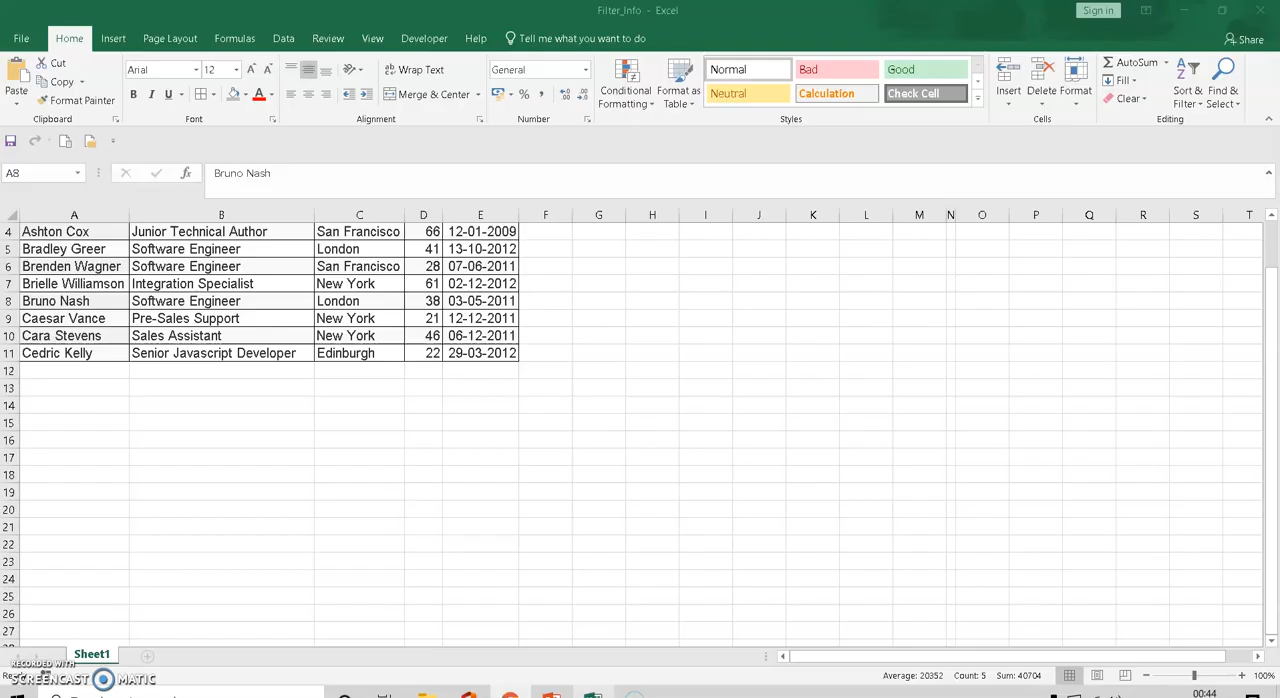 Filter_Info - Excel
Sign in
File Home Insert Page Layout Formulas Data Review View Developer Help Tell me what you want to do Share
Paste
Cut
Copy
Format Painter
Clipboard
Arial 12
B I U
Font
Wrap Text
Merge & Center
Alignment
General
Number
Conditional Formatting
Format as Table
Normal Bad Good
Neutral Calculation Check Cell
Styles
Insert Delete Format
Cells
AutoSum
Fill
Clear
Sort & Filter
Find & Select
Editing
A8 fx Bruno Nash
A B C D E F G H I J K L M N O P Q R S T
4 Ashton Cox Junior Technical Author San Francisco 66 12-01-2009
5 Bradley Greer Software Engineer London 41 13-10-2012
6 Brenden Wagner Software Engineer San Francisco 28 07-06-2011
7 Brielle Williamson Integration Specialist New York 61 02-12-2012
8 Bruno Nash Software Engineer London 38 03-05-2011
9 Caesar Vance Pre-Sales Support New York 21 12-12-2011
10 Cara Stevens Sales Assistant New York 46 06-12-2011
11 Cedric Kelly Senior Javascript Developer Edinburgh 22 29-03-2012
12
13
14
15
16
17
18
19
20
21
22
23
24
25
26
27
Sheet1
RECORDED WITH
SCREENCAST MATIC
Average: 20352 Count: 5 Sum: 40704 100%
00:44